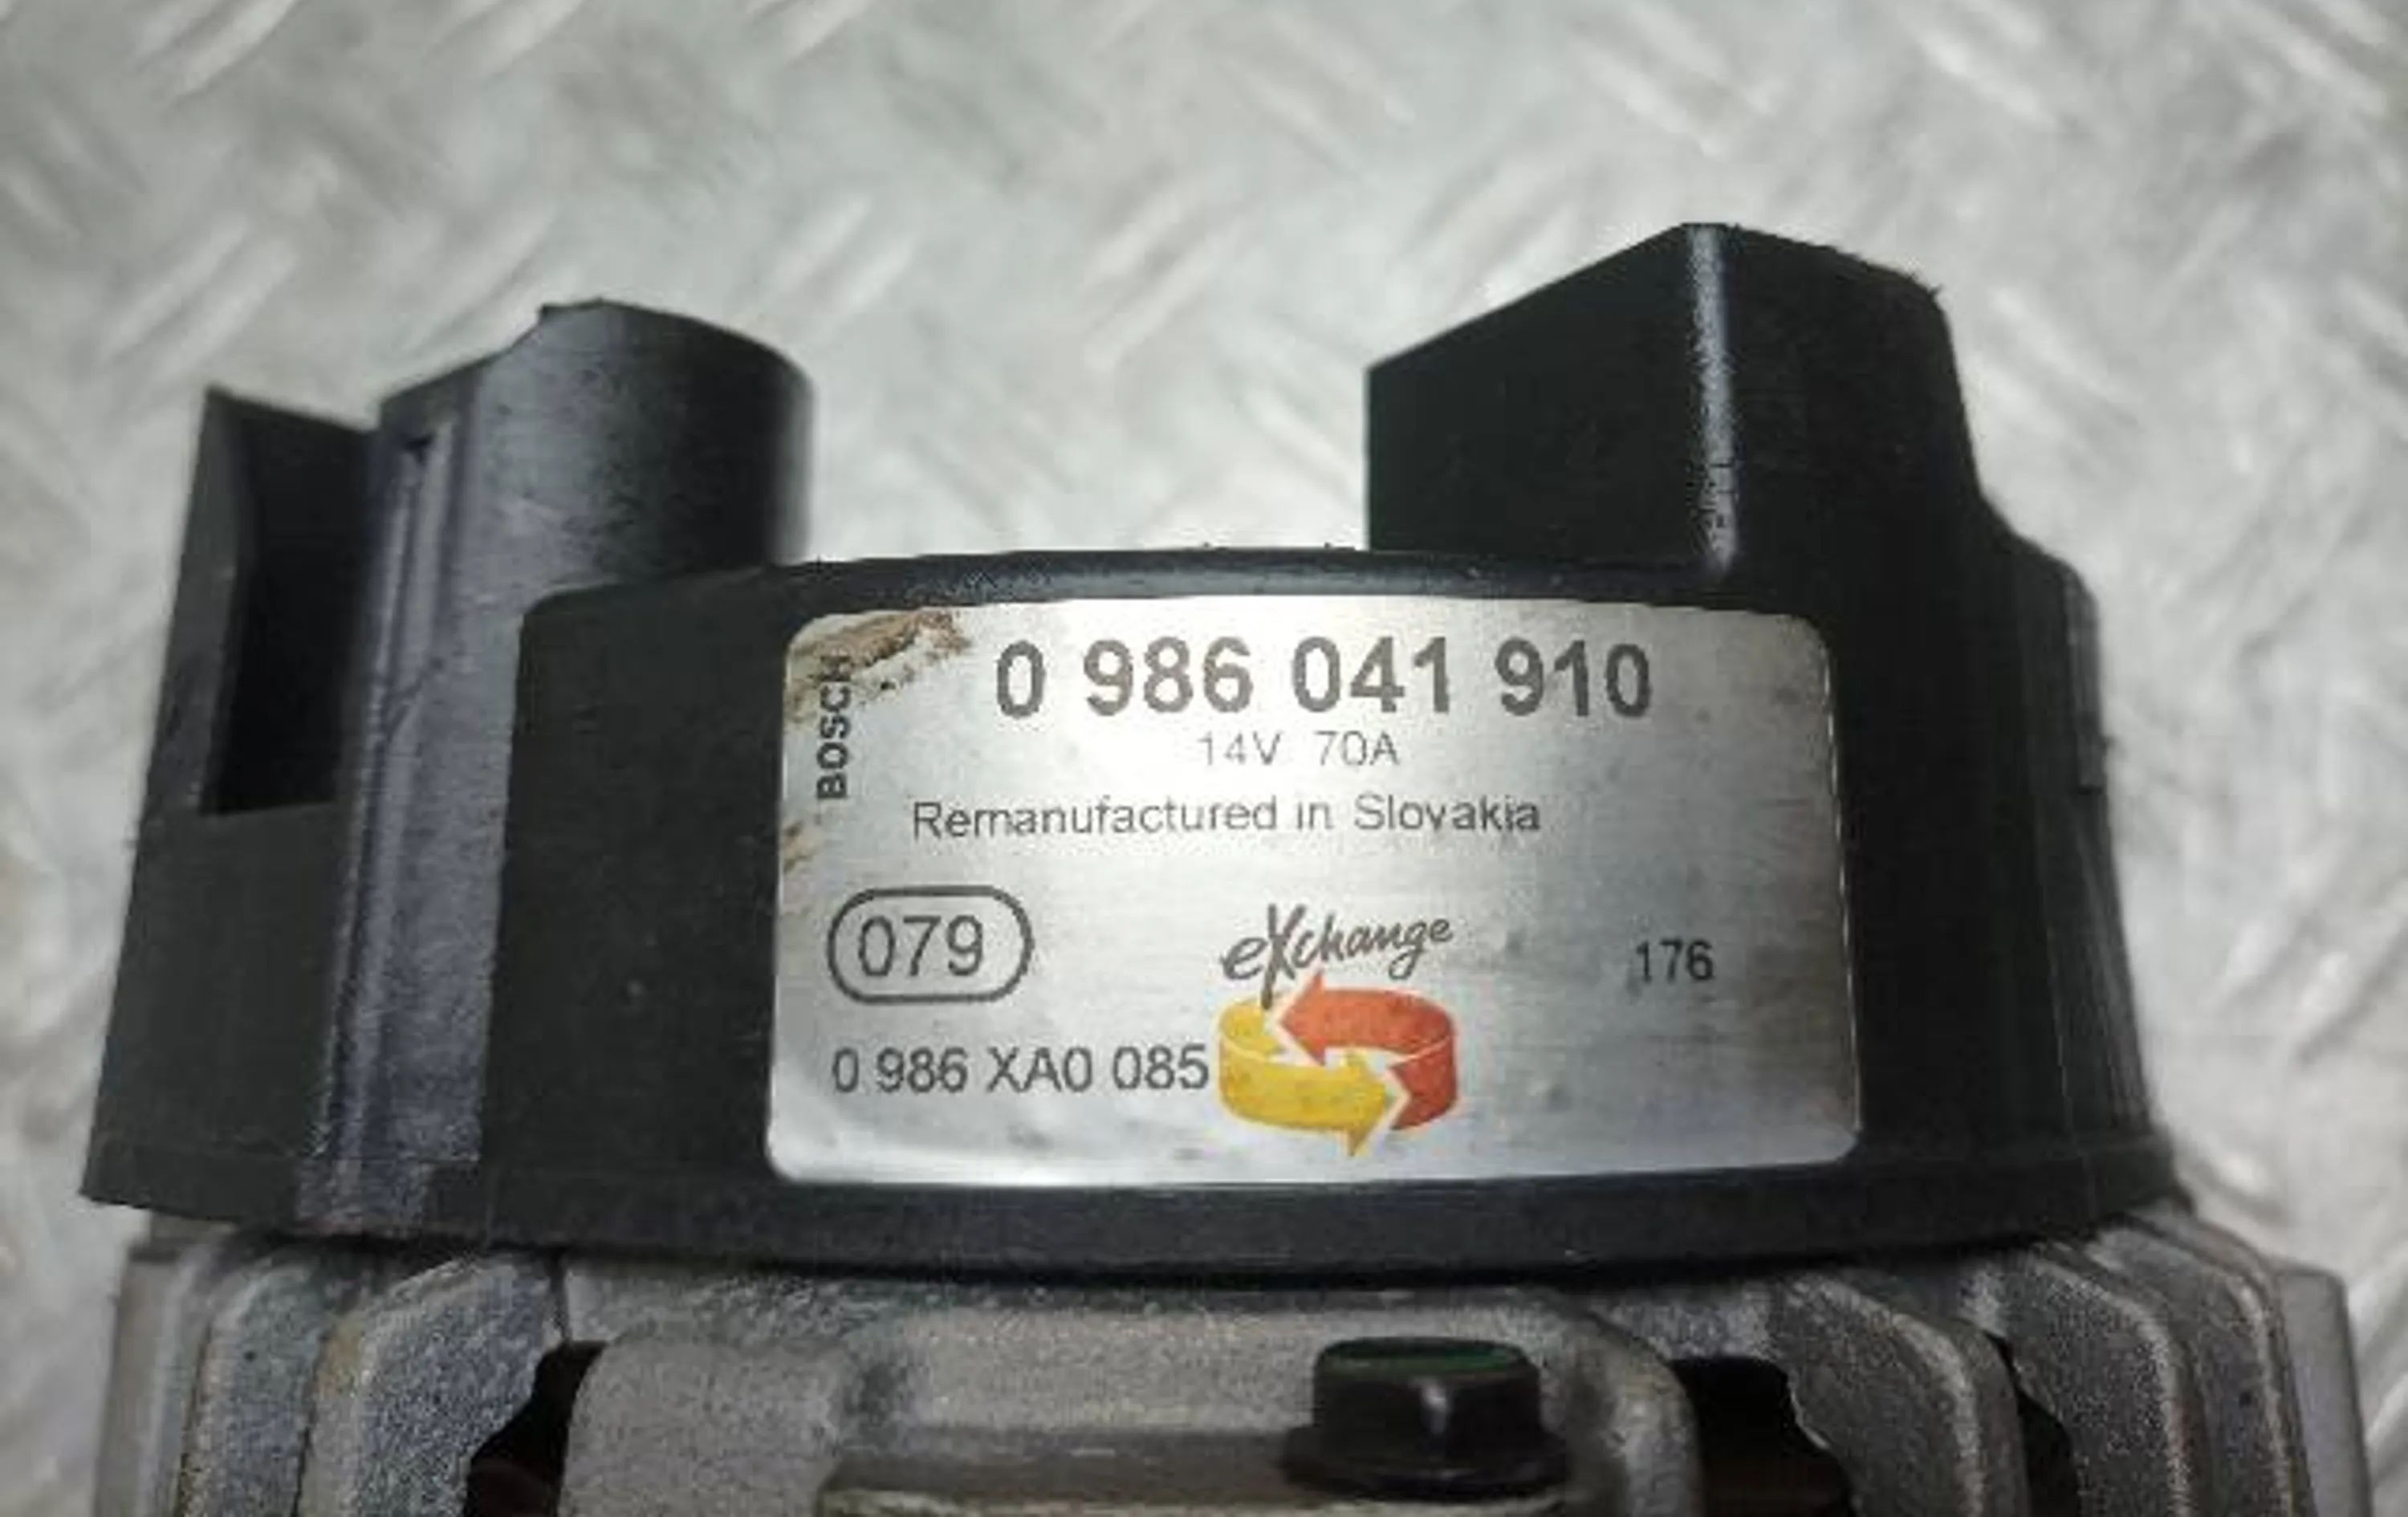 BOSCH
0 986 041 910
14V 70A
Remanufactured in Slovakia
079
eXchange
176
0 986 XA0 085